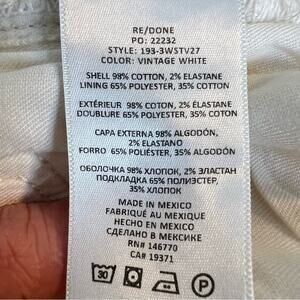 RE/DONE
PO: 22232
STYLE: 193-3WSTV27
COLOR: VINTAGE WHITE
SHELL 98% COTTON, 2% ELASTANE
LINING 65% POLYESTER, 35% COTTON
EXTÉRIEUR 98% COTON, 2% ÉLASTANE
DOUBLURE 65% POLYESTER, 35% COTON
CAPA EXTERNA 98% ALGODÓN,
2% ELASTANO
FORRO 65% POLIÉSTER, 35% ALGODÓN
ОБОЛОЧКА 98% ХЛОПОК, 2% ЭЛАСТАН
ПОДКЛАДКА 65% ПОЛИЭСТЕР,
35% ХЛОПОК
MADE IN MEXICO
FABRIQUÉ AU MEXIQUE
HECHO EN MEXICO
СДЕЛАНО В МЕКСИКЕ
RN# 146770
CA# 19371
30 P